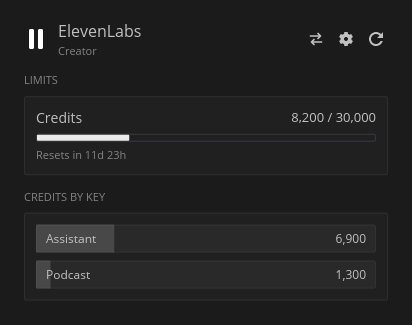 ElevenLabs
Creator
LIMITS
Credits 8,200 / 30,000
Resets in 11d 23h
CREDITS BY KEY
Assistant 6,900
Podcast 1,300